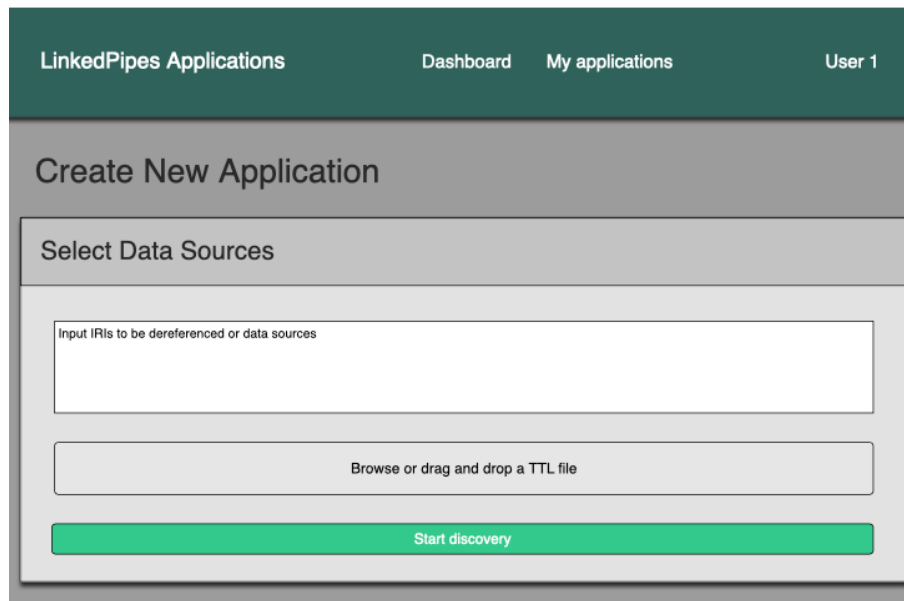 LinkedPipes Applications Dashboard My applications User 1
Create New Application
Select Data Sources
Input IRIs to be dereferenced or data sources
Browse or drag and drop a TTL file
Start discovery